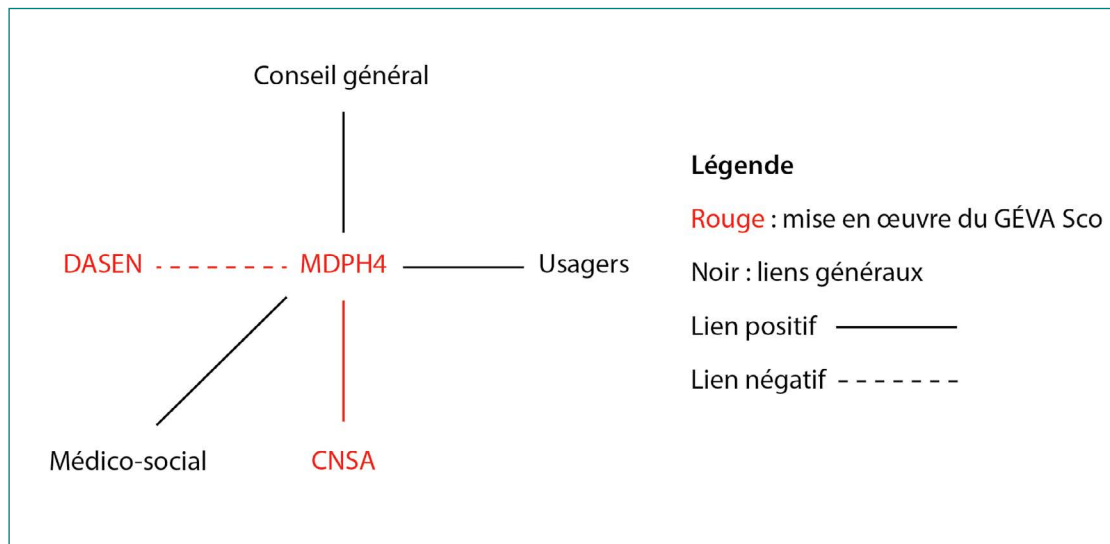 Conseil général
DASEN
MDPH4
Usagers
Médico-social
CNSA
Légende
Rouge : mise en œuvre du GÉVA Sco
Noir : liens généraux
Lien positif
Lien négatif